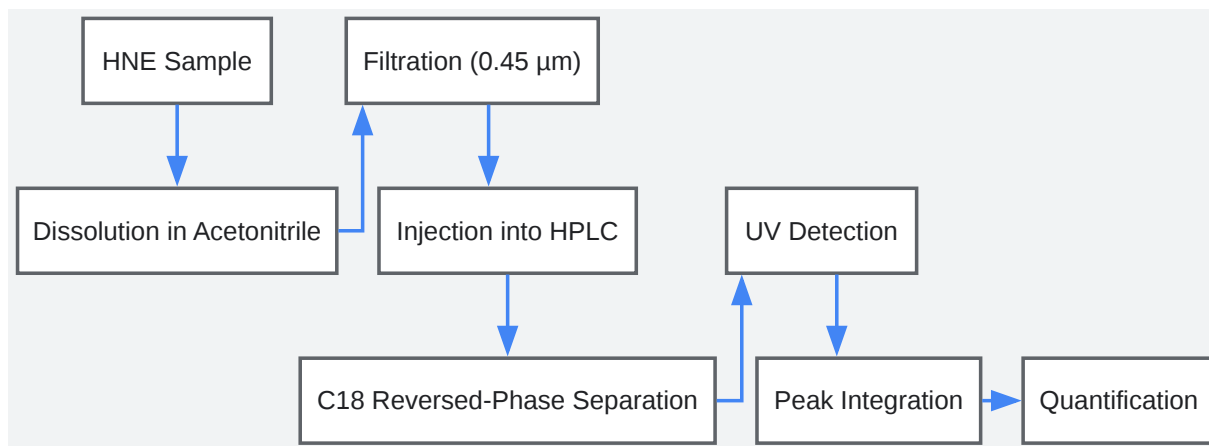 HNE Sample
Dissolution in Acetonitrile
Filtration (0.45 µm)
Injection into HPLC
C18 Reversed-Phase Separation
UV Detection
Peak Integration
Quantification